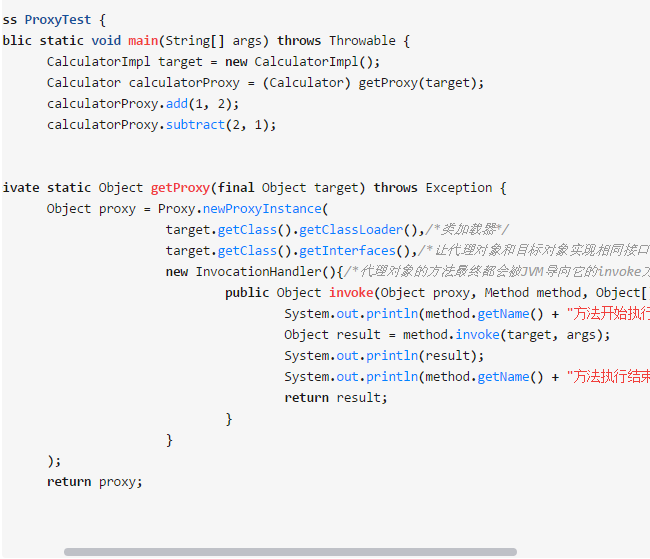 ss ProxyTest {
blic static void main(String[] args) throws Throwable {
CalculatorImpl target = new CalculatorImpl();
Calculator calculatorProxy = (Calculator) getProxy(target);
calculatorProxy.add(1, 2);
calculatorProxy.subtract(2, 1);
ivate static Object getProxy(final Object target) throws Exception {
Object proxy = Proxy.newProxyInstance(
target.getClass().getClassLoader(),/*类加载器*/
target.getClass().getInterfaces(),/*让代理对象和目标对象实现相同接口
new InvocationHandler(){/*代理对象的方法最终都会被JVM导向它的invoke方
public Object invoke(Object proxy, Method method, Object[
System.out.println(method.getName() + "方法开始执行
Object result = method.invoke(target, args);
System.out.println(result);
System.out.println(method.getName() + "方法执行结束
return result;
}
}
);
return proxy;